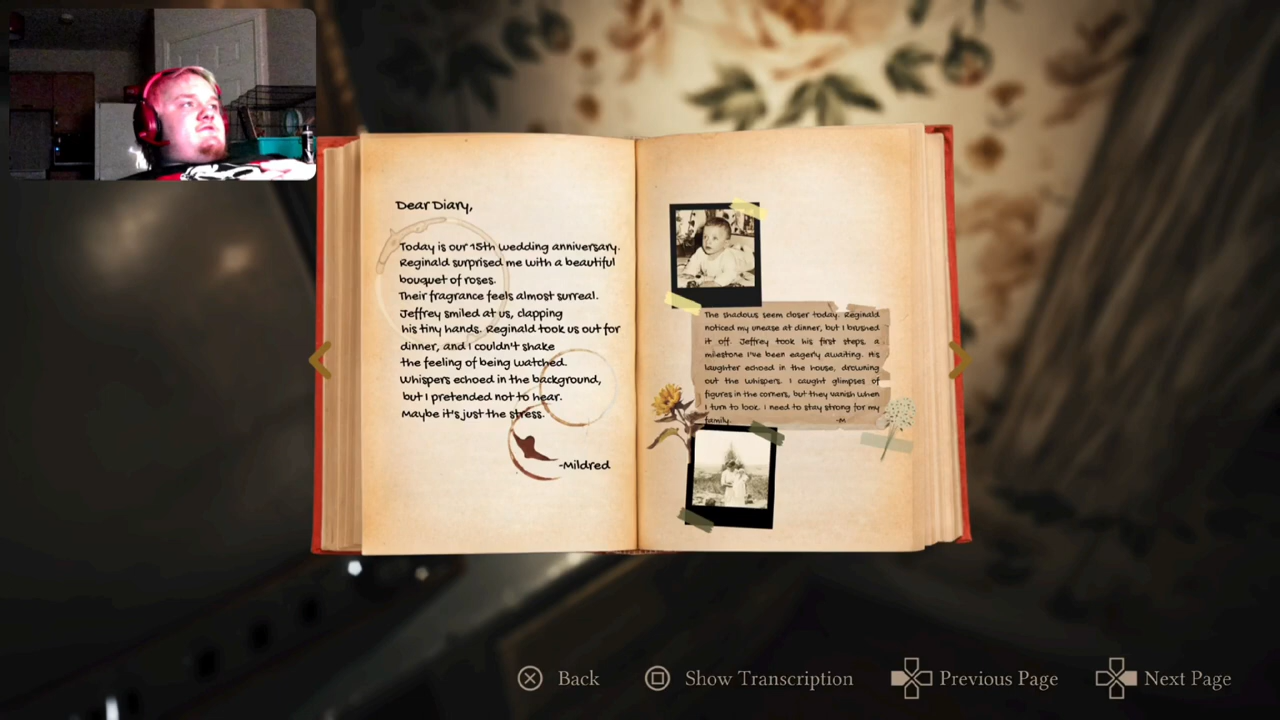 Dear Diary,
Today is our 15th wedding anniversary.
Reginald surprised me with a beautiful
bouquet of roses.
Their fragrance feels almost surreal.
Jeffrey smiled at us, clapping
his tiny hands. Reginald took us out for
dinner, and I couldn't shake
the feeling of being watched.
Whispers echoed in the background,
but I pretended not to hear.
Maybe it's just the stress.
-Mildred
The shadows seem closer today. Reginald
noticed my unease at dinner, but I brushed
it off. Jeffrey took his first steps, a
milestone I've been eagerly awaiting. His
laughter echoed in the house, drowning
out the whispers. I caught glimpses of
figures in the corners, but they vanish when
I turn to look. I need to stay strong for my
family. -M
Back Show Transcription Previous Page Next Page